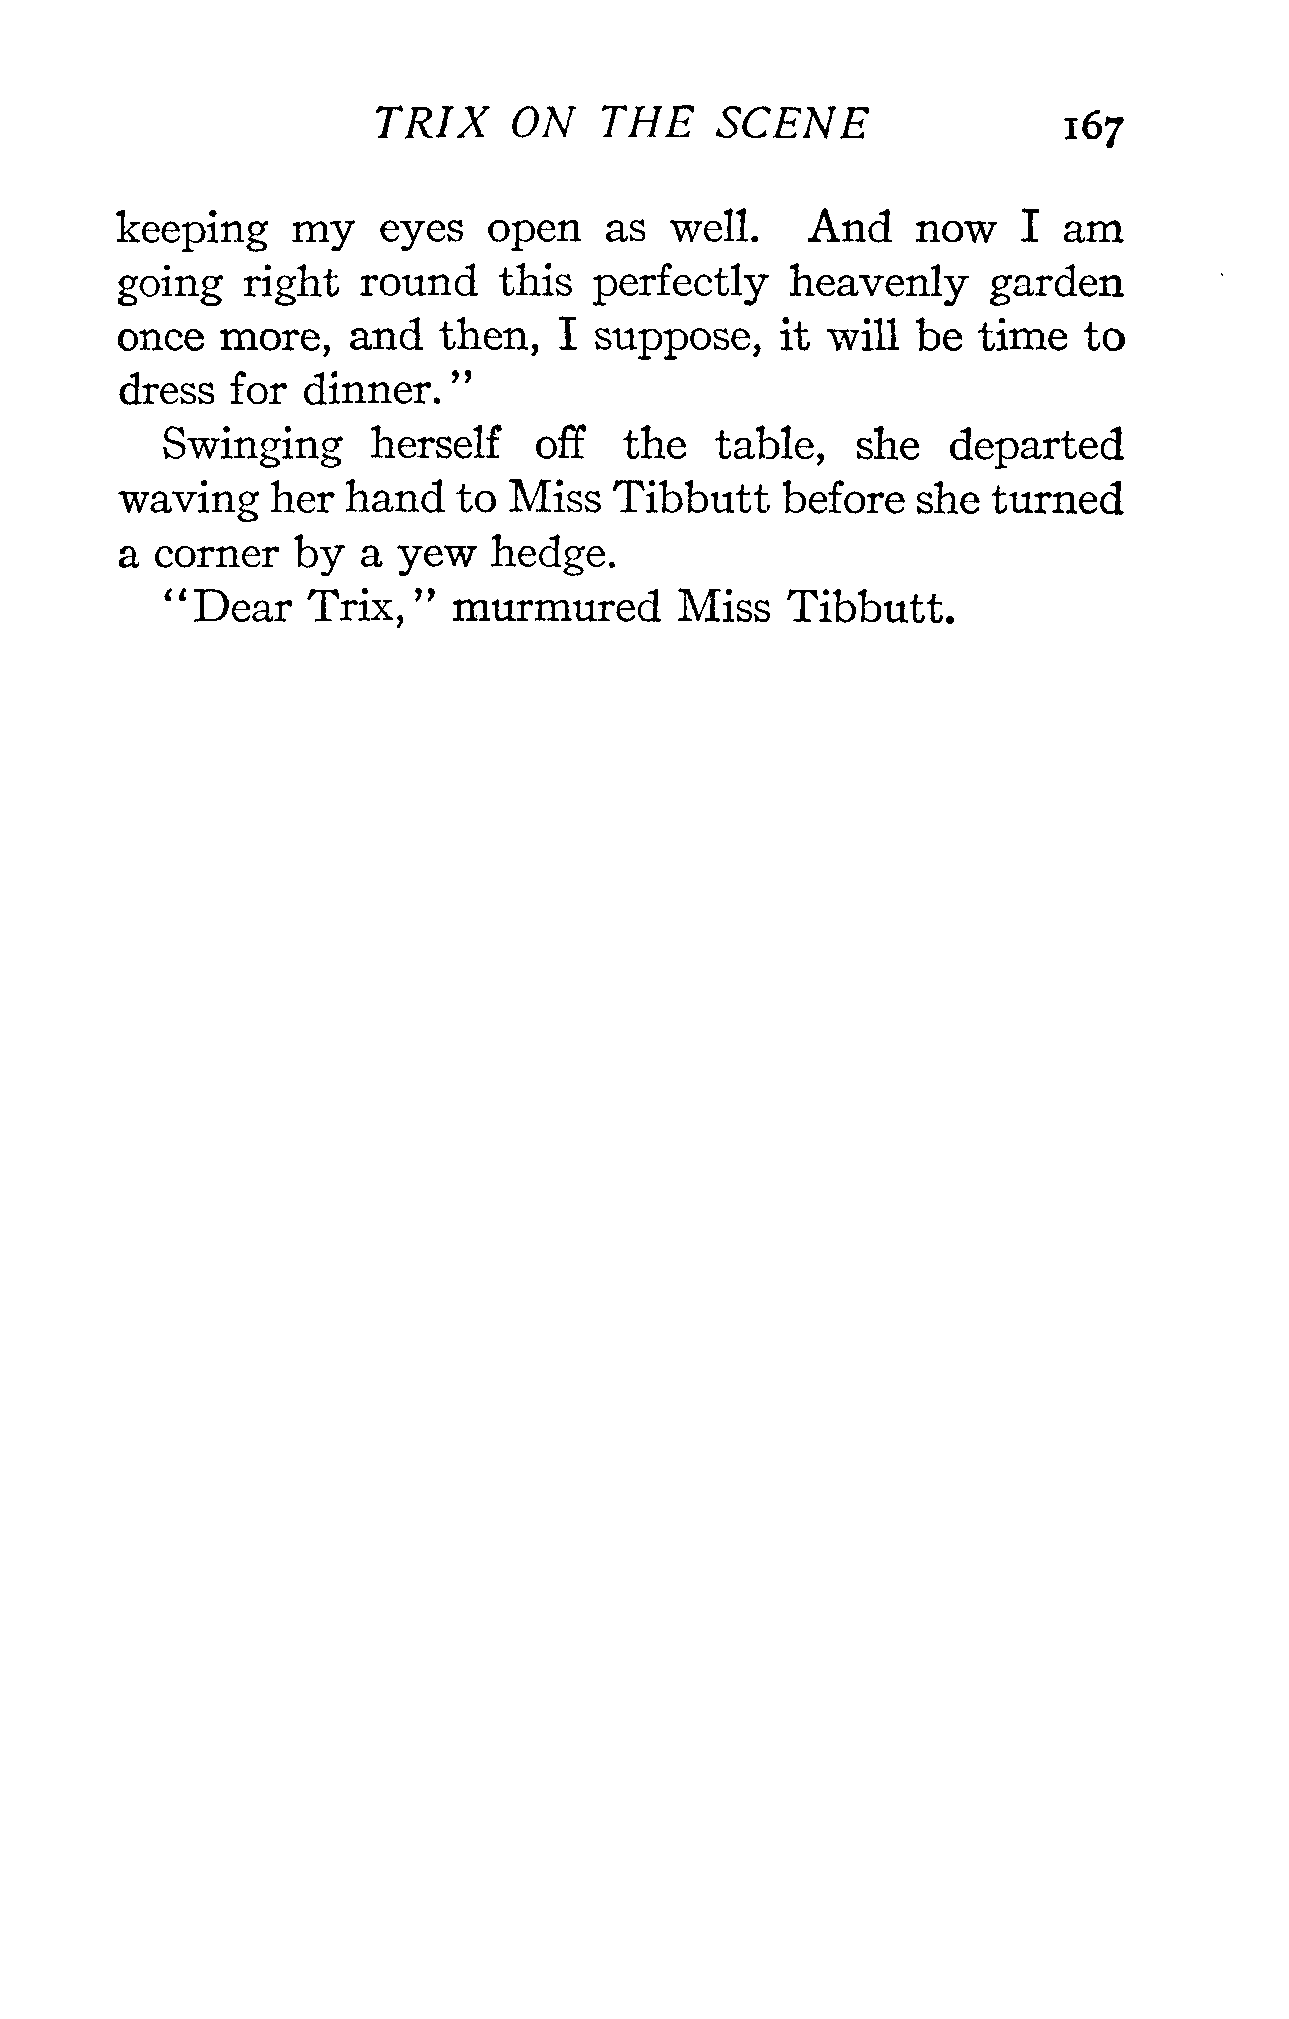 TRIX ON THE SCENE 167
keeping my eyes open as well. And now I am
going right round this perfectly heavenly garden
once more, and then, I suppose, it will be time to
dress for dinner."
Swinging herself off the table, she departed
waving her hand to Miss Tibbutt before she turned
a corner by a yew hedge.
"Dear Trix," murmured Miss Tibbutt.